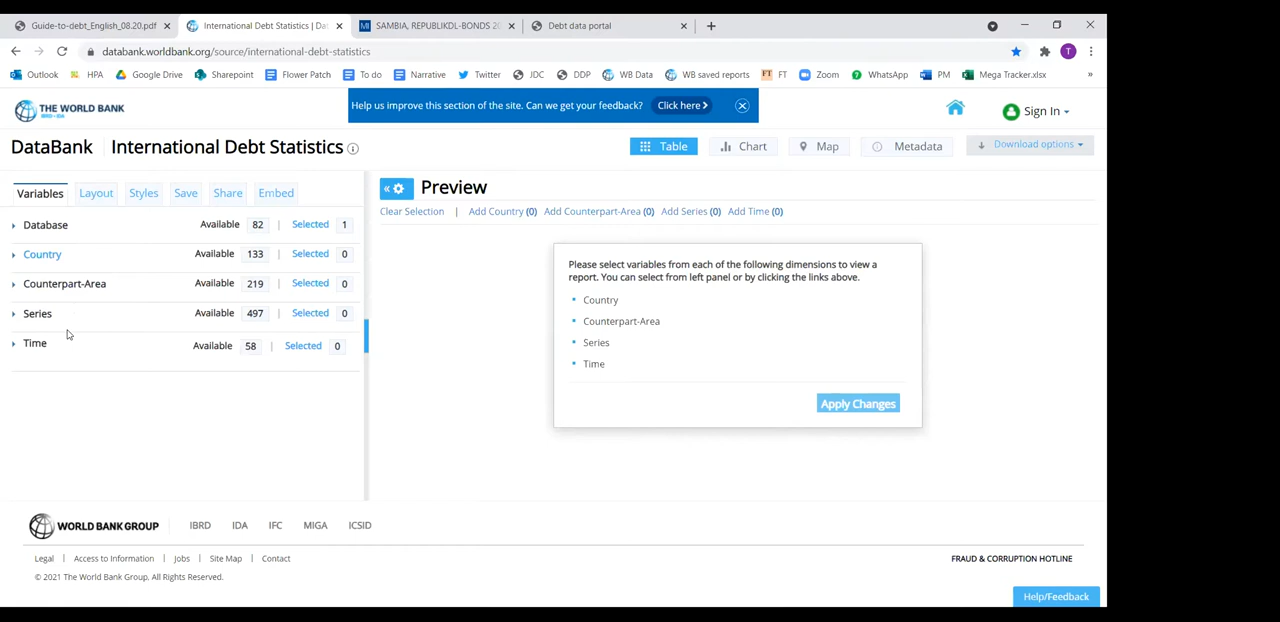 Guide-to-debt_English_08.20.pdf
International Debt Statistics | Dat
SAMBIA, REPUBLIKDL-BONDS 20
Debt data portal
T
databank.worldbank.org/source/international-debt-statistics
Outlook
HPA
Google Drive
Sharepoint
Flower Patch
To do
Narrative
Twitter
JDC
DDP
WB Data
WB saved reports
FT
FT
Zoom
WhatsApp
PM
Mega Tracker.xlsx
»
THE WORLD BANK
IBRD • IDA
Help us improve this section of the site. Can we get your feedback?
Click here
Sign In
DataBank
International Debt Statistics
Table
Chart
Map
Metadata
Download options
Variables
Layout
Styles
Save
Share
Embed
Database Available 82 | Selected 1
Country Available 133 | Selected 0
Counterpart-Area Available 219 | Selected 0
Series Available 497 | Selected 0
Time Available 58 | Selected 0
«
Preview
Clear Selection | Add Country (0) Add Counterpart-Area (0) Add Series (0) Add Time (0)
Please select variables from each of the following dimensions to view a
report. You can select from left panel or by clicking the links above.
• Country
• Counterpart-Area
• Series
• Time
Apply Changes
WORLD BANK GROUP
IBRD
IDA
IFC
MIGA
ICSID
Legal | Access to Information | Jobs | Site Map | Contact
FRAUD & CORRUPTION HOTLINE
© 2021 The World Bank Group. All Rights Reserved.
Help/Feedback